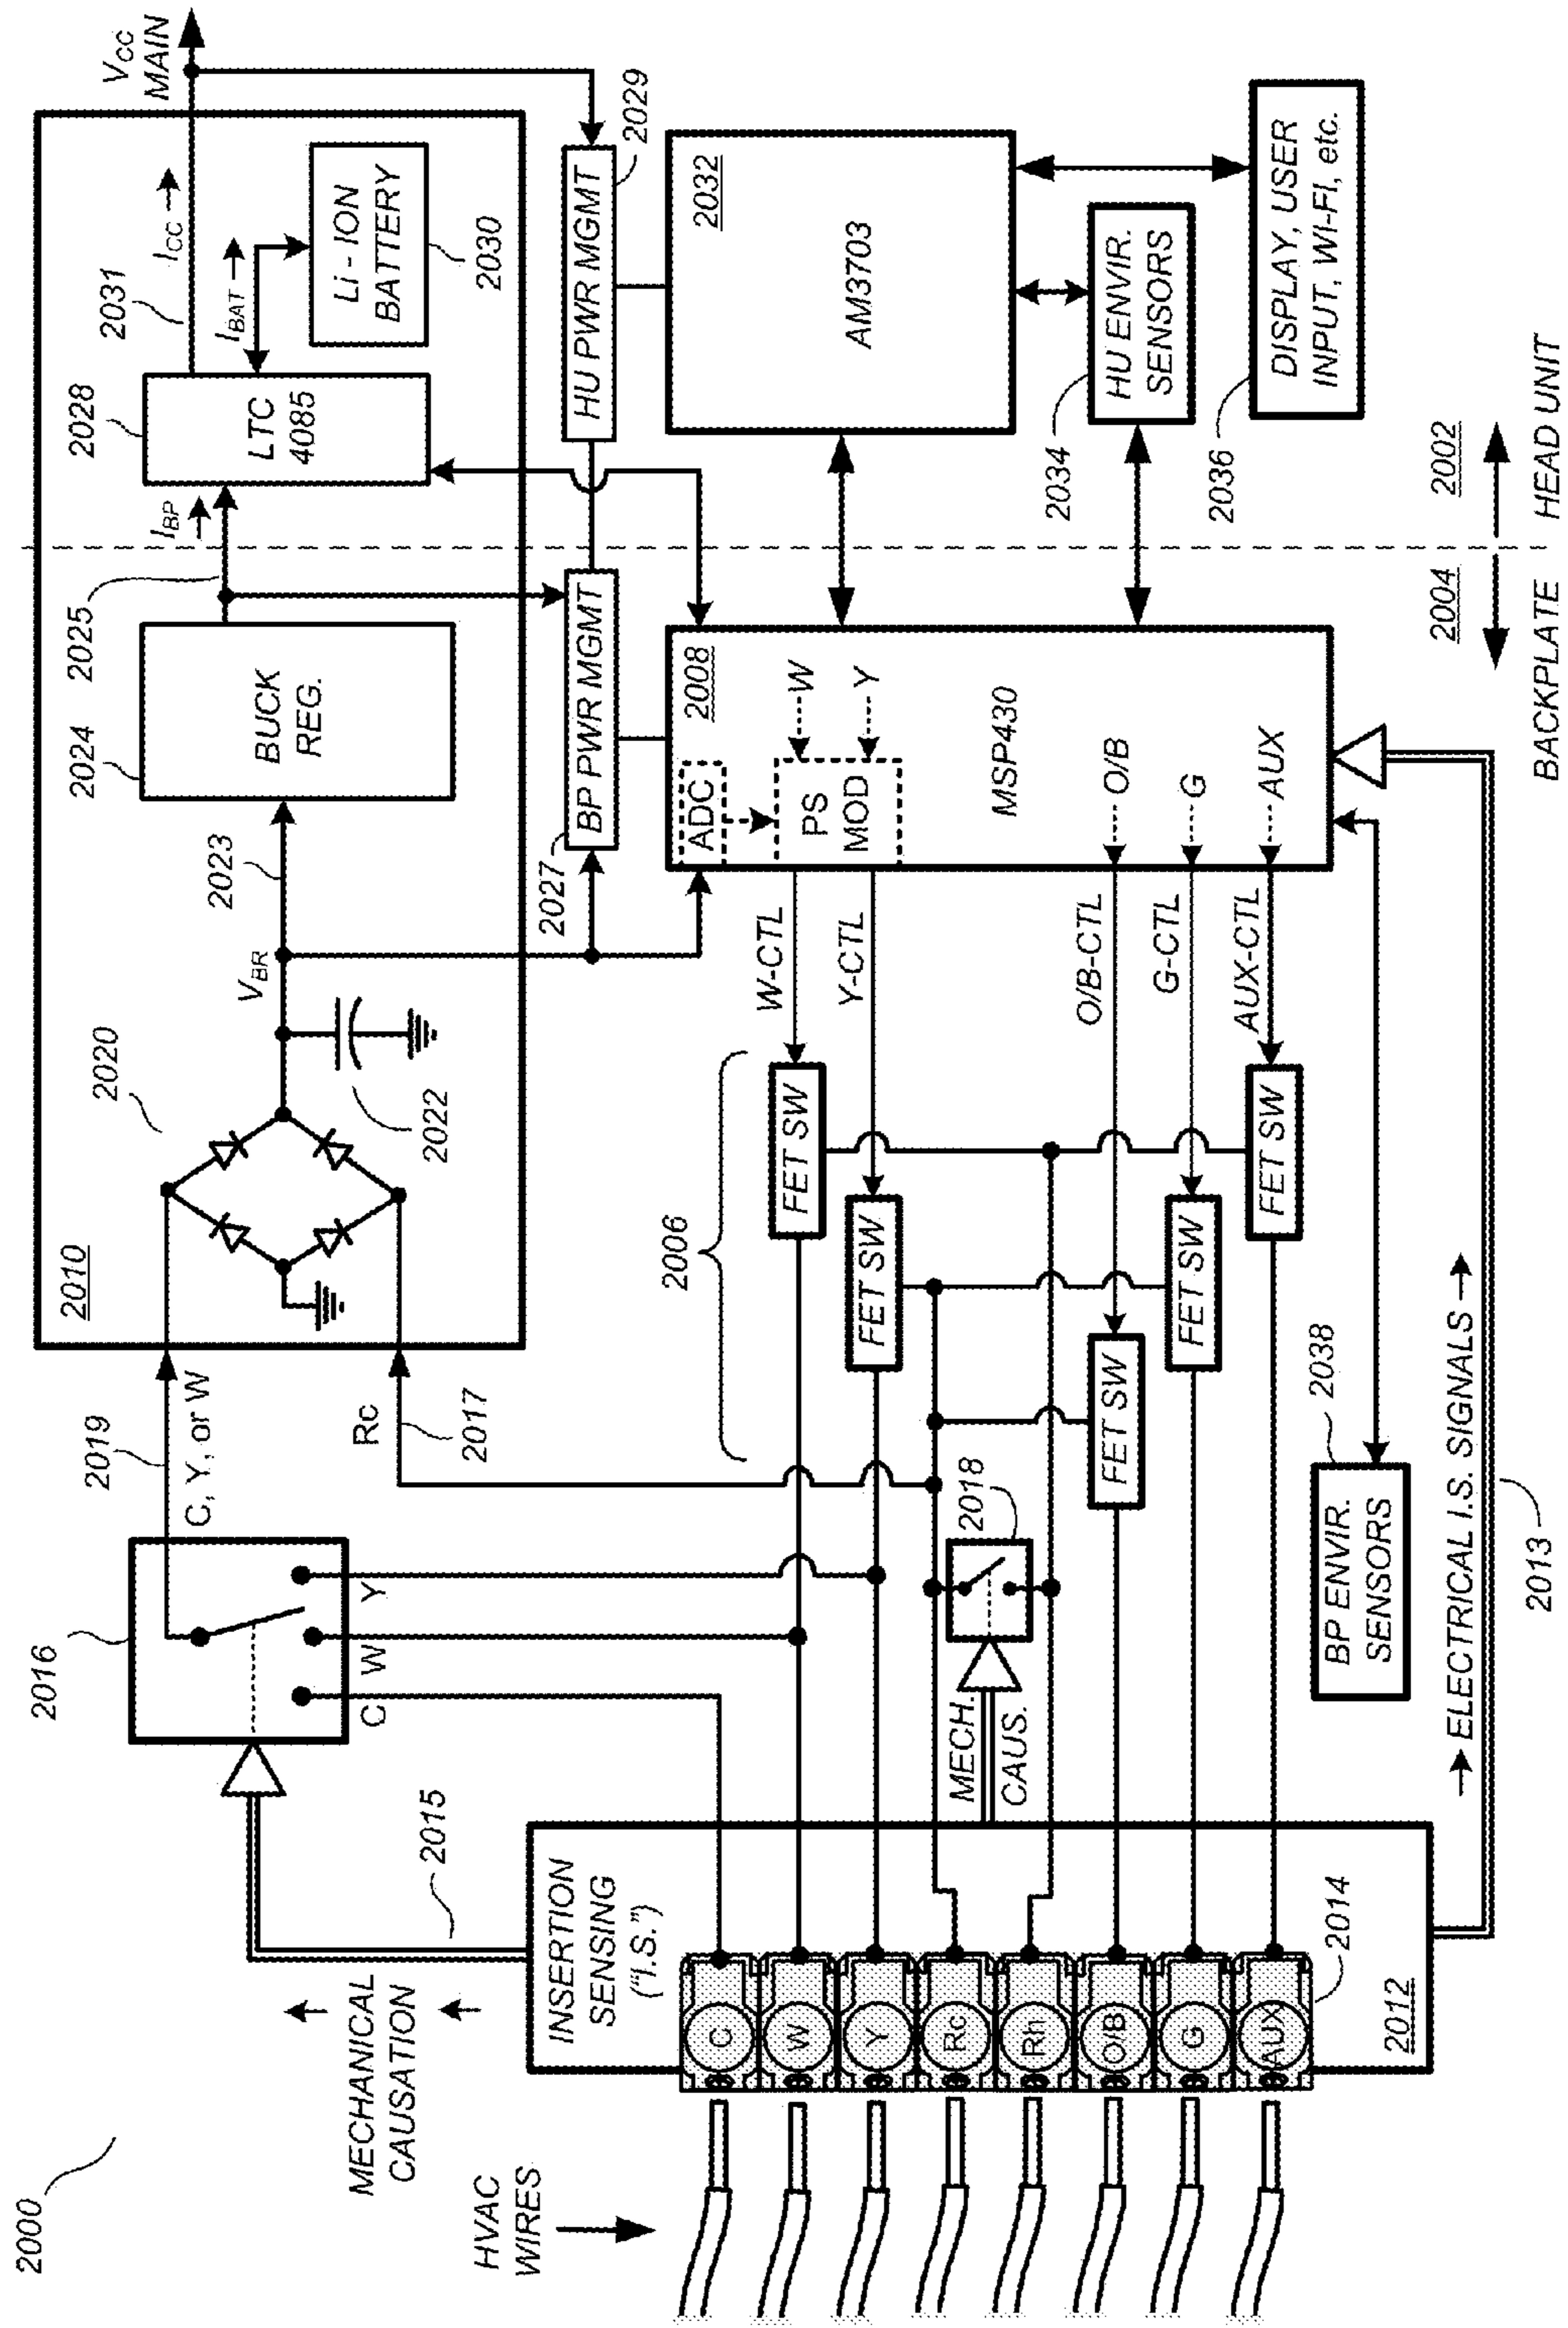 2000
HVAC
WIRES
MECHANICAL
CAUSATION
2015
INSERTION
SENSING
("I.S.")
C
W
Y
Rc
Rh
O/B
G
AUX
2014
2012
2016
C
W
Y
2019
C, Y, or W
Rc
2017
MECH.
CAUS.
2018
BP ENVIR.
SENSORS
2038
ELECTRICAL I.S. SIGNALS
2013
2010
2020
2022
VBR
2023
2024
BUCK
REG.
2025
IBP
2028
LTC
4085
2031
IBAT
ICC
Li - ION
BATTERY
2030
VCC
MAIN
2006
FET SW
FET SW
FET SW
FET SW
FET SW
W-CTL
Y-CTL
O/B-CTL
G-CTL
AUX-CTL
2027
BP PWR MGMT
HU PWR MGMT
2029
2008
ADC
PS
MOD
W
Y
MSP430
O/B
G
AUX
2032
AM3703
2034
HU ENVIR.
SENSORS
2036
DISPLAY, USER
INPUT, WI-FI, etc.
2004
BACKPLATE
2002
HEAD UNIT